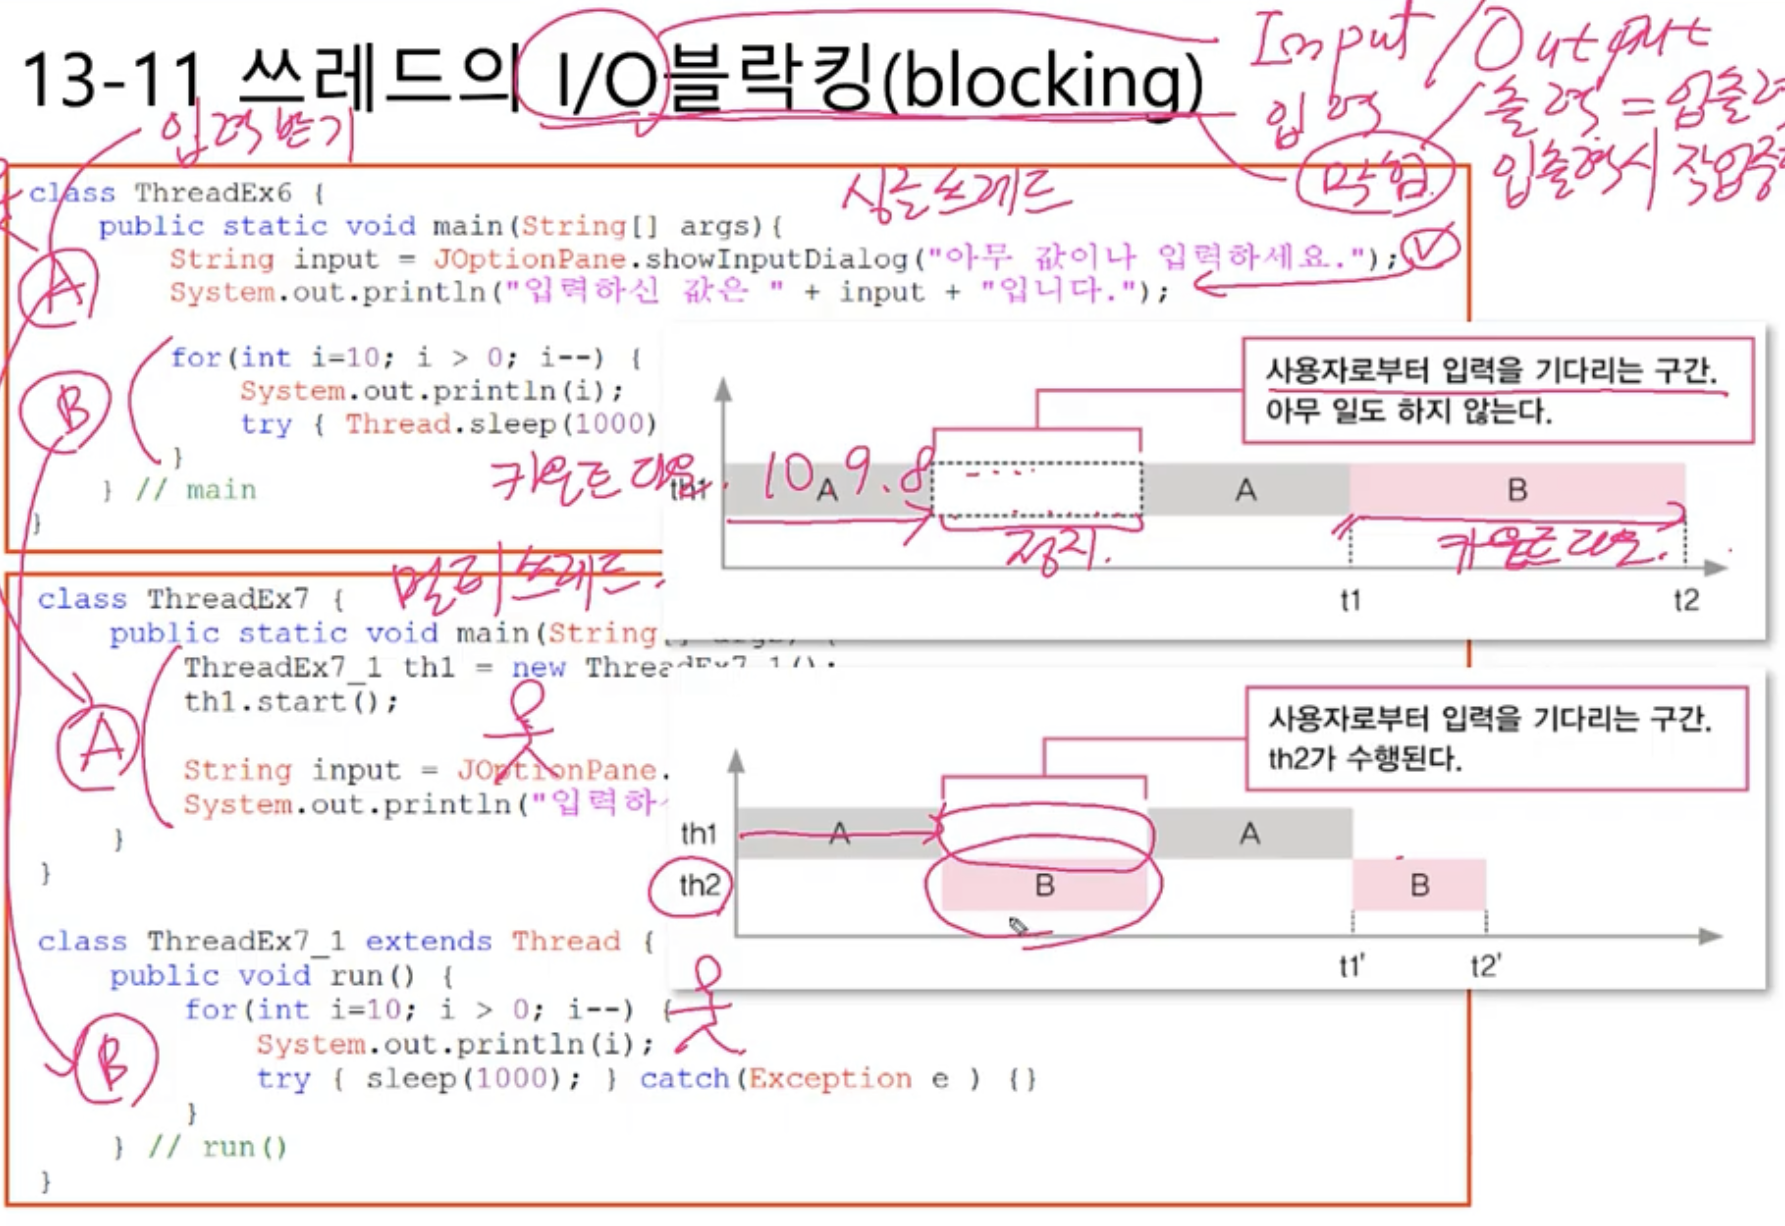 13-11 쓰레드의 I/O블락킹(blocking)
Input / Output
입력 출력 = 입출력
막힘 입출력시 작업중
입력받기
싱글쓰레드
class ThreadEx6 {
public static void main(String[] args){
String input = JOptionPane.showInputDialog("아무 값이나 입력하세요.");
System.out.println("입력하신 값은 " + input + "입니다.");
A
for(int i=10; i > 0; i--) {
System.out.println(i);
try { Thread.sleep(1000)
}
B
} // main
}
사용자로부터 입력을 기다리는 구간.
아무 일도 하지 않는다.
카운트 다운. 10.9.8
th1 A A B
정지.
카운트 다운.
t1 t2
멀티쓰레드.
class ThreadEx7 {
public static void main(String[] args) {
ThreadEx7_1 th1 = new ThreadEx7_1();
th1.start();
A
String input = JOptionPane.
System.out.println("입력하
}
}
사용자로부터 입력을 기다리는 구간.
th2가 수행된다.
th1 A A
th2 B B
t1' t2'
class ThreadEx7_1 extends Thread {
public void run() {
for(int i=10; i > 0; i--) {
System.out.println(i);
try { sleep(1000); } catch(Exception e ) {}
B
}
} // run()
}